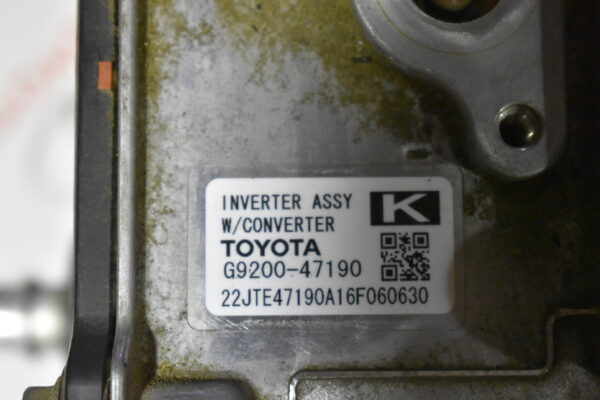 INVERTER ASSY
W/CONVERTER
K
TOYOTA
G9200-47190
22JTE47190A16F060630